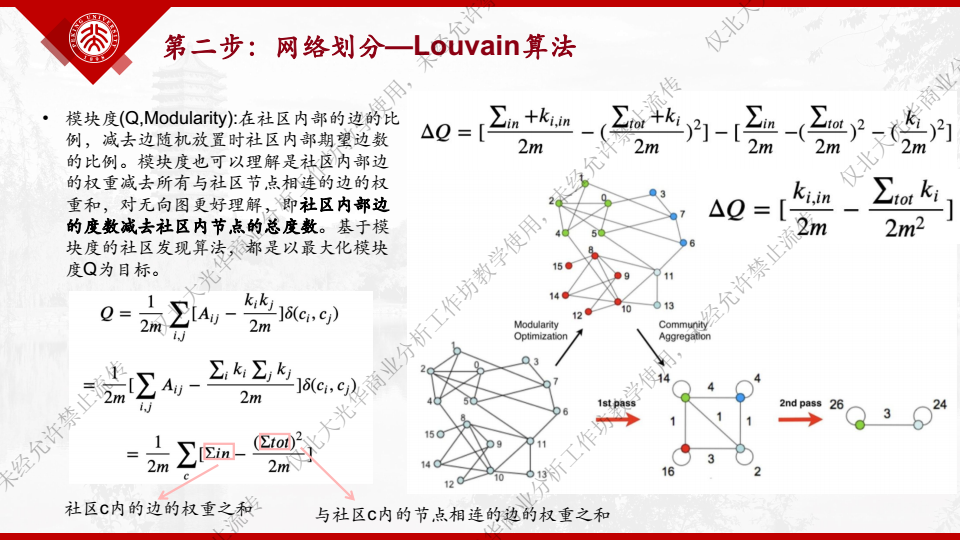 第二步：网络划分—Louvain算法
• 模块度(Q,Modularity):在社区内部的边的比
例，减去边随机放置时社区内部期望边数
的比例。模块度也可以理解是社区内部边
的权重减去所有与社区节点相连的边的权
重和，对无向图更好理解，即社区内部边
的度数减去社区内节点的总度数。基于模
块度的社区发现算法，都是以最大化模块
度Q为目标。
Q = \frac{1}{2m} \sum_{i,j} [A_{ij} - \frac{k_i k_j}{2m}] δ(c_i, c_j)
= \frac{1}{2m} [\sum_{i,j} A_{ij} - \frac{\sum_i k_i \sum_j k_j}{2m}] δ(c_i, c_j)
= \frac{1}{2m} \sum_c [Σin - \frac{(Σtot)^2}{2m}]
社区c内的边的权重之和
与社区c内的节点相连的边的权重之和
ΔQ = [\frac{\sum_{in} + k_{i,in}}{2m} - (\frac{\sum_{tot} + k_i}{2m})^2] - [\frac{\sum_{in}}{2m} - (\frac{\sum_{tot}}{2m})^2 - (\frac{k_i}{2m})^2]
ΔQ = [\frac{k_{i,in}}{2m} - \frac{\sum_{tot} k_i}{2m^2}]
1
2 0 3
7
4 5
6
8
15 9 11
14
12 10 13
Modularity
Optimization
Community
Aggregation
1
2 0 3
7
4 5
6
8
15 9 11
14
12 10 13
1st pass
14 4 4
1 1 1
16 3 2
2nd pass
26 3 24
PEKING UNIVERSITY
1898
仅北大光华商业分析工作坊教学使用，未经允许禁止流传